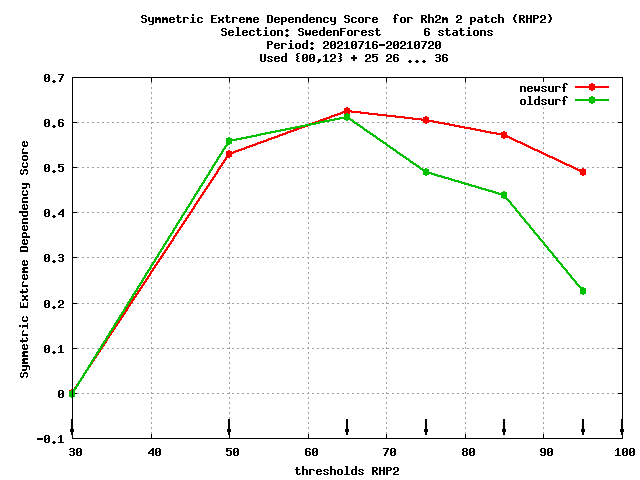 Symmetric Extreme Dependency Score  for Rh2m 2 patch (RHP2)
Selection: SwedenForest      6 stations
Period: 20210716-20210720
Used {00,12} + 25 26 ... 36
newsurf
oldsurf
Symmetric Extreme Dependency Score
0.7
0.6
0.5
0.4
0.3
0.2
0.1
0
-0.1
30 40 50 60 70 80 90 100
thresholds RHP2